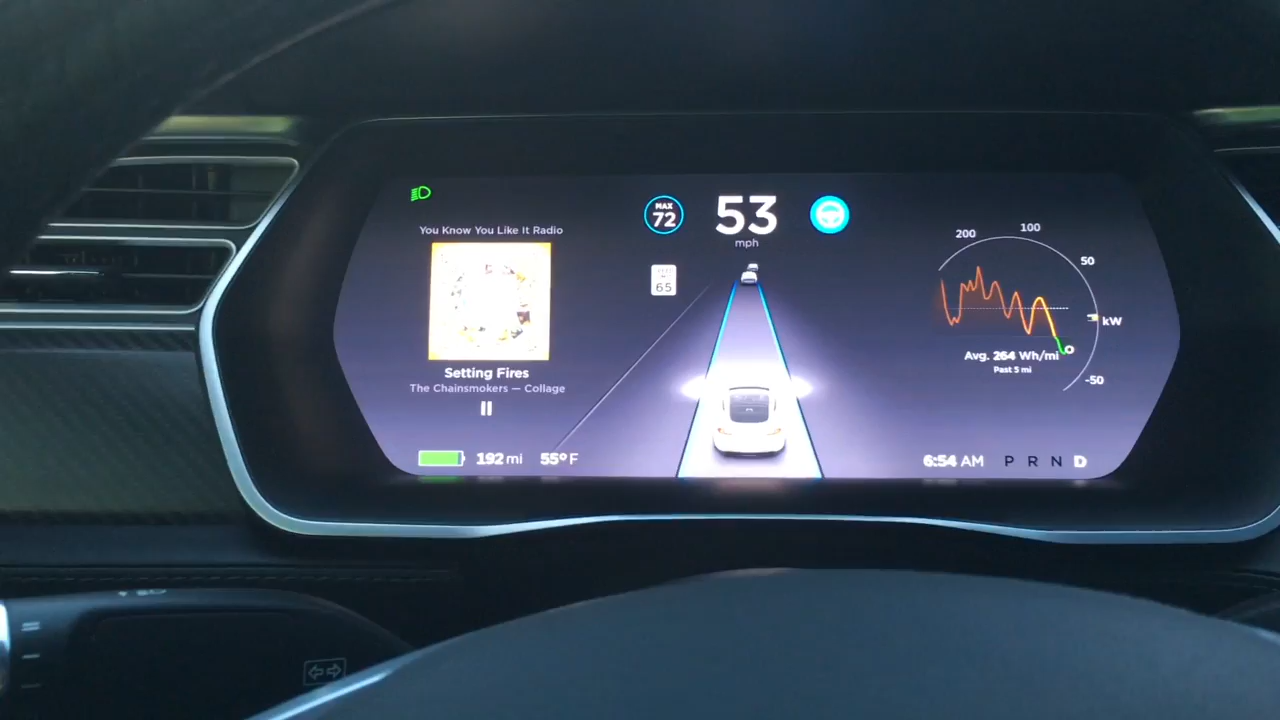 You Know You Like It Radio
Setting Fires
The Chainsmokers — Collage
192 mi
55° F
MAX
72
53
mph
65
200
100
50
kW
-50
Avg. 264 Wh/mi
Past 5 mi
6:54 AM
P R N D